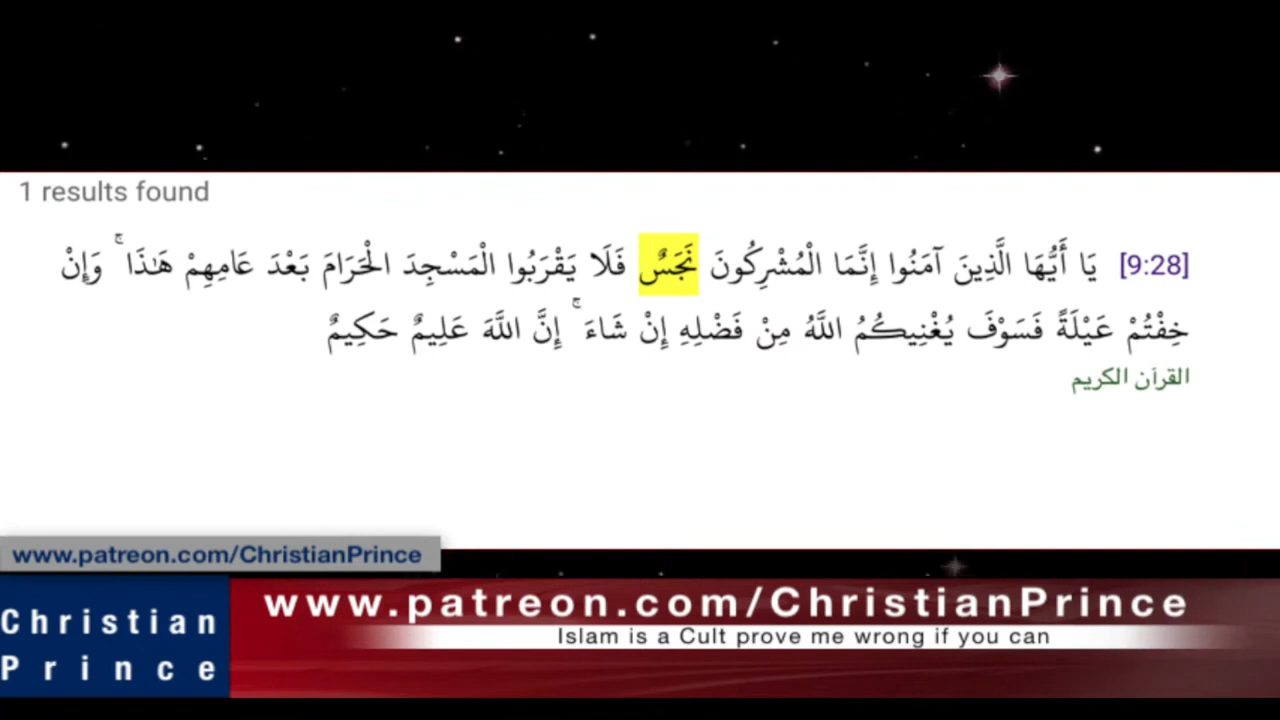 1 results found
[9:28] يَا أَيُّهَا الَّذِينَ آمَنُوا إِنَّمَا الْمُشْرِكُونَ نَجَسٌ فَلَا يَقْرَبُوا الْمَسْجِدَ الْحَرَامَ بَعْدَ عَامِهِمْ هَٰذَا ۚ وَإِنْ
خِفْتُمْ عَيْلَةً فَسَوْفَ يُغْنِيكُمُ اللَّهُ مِنْ فَضْلِهِ إِنْ شَاءَ ۚ إِنَّ اللَّهَ عَلِيمٌ حَكِيمٌ
القرآن الكريم
www.patreon.com/ChristianPrince
www.patreon.com/ChristianPrince
Islam is a Cult prove me wrong if you can
Christian
Prince